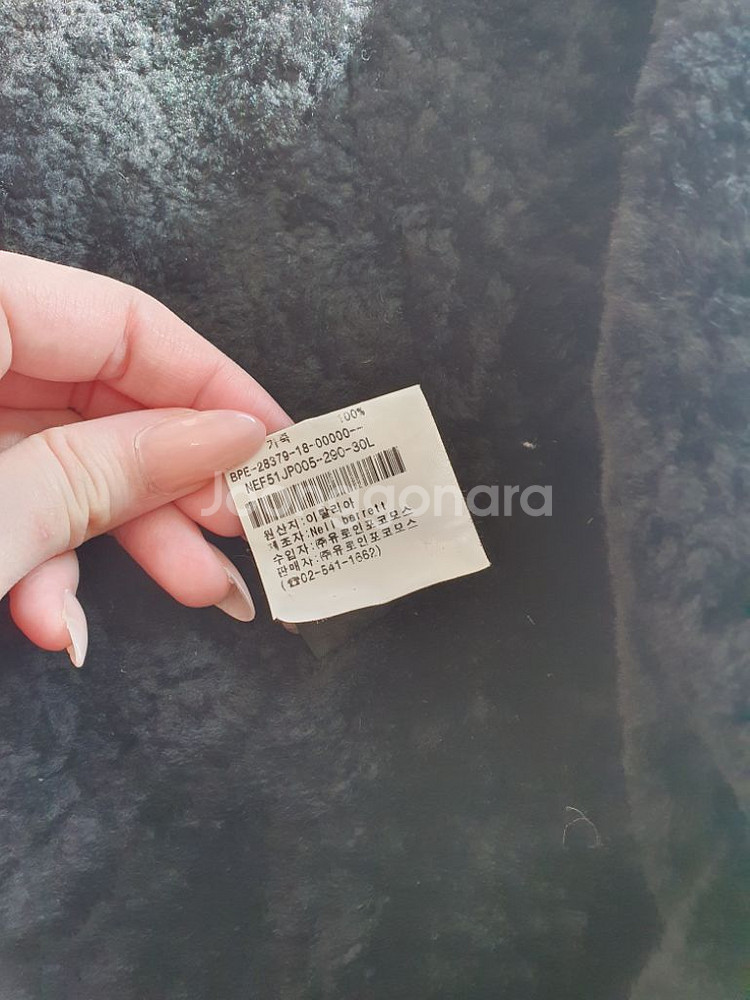 가죽 100%
BPE-28379-18-00000--
NEF51JP005-290-30L
원산지:이탈리아
제조자:Neil barrett
수입자:㈜유로인포코모스
판매자:㈜유로인포코모스
(☎02-541-1662)
Joonggonara